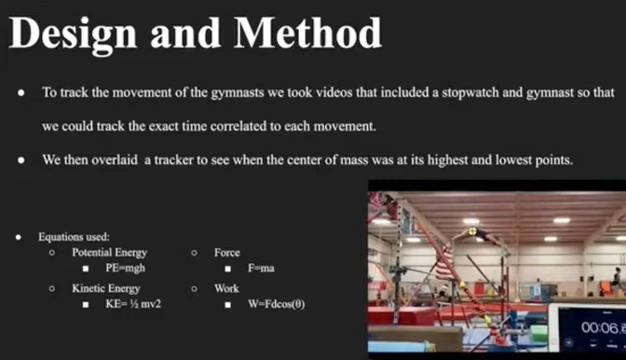 Design and Method
To track the movement of the gymnasts we took videos that included a stopwatch and gymnast so that
we could track the exact time correlated to each movement.
We then overlaid a tracker to see when the center of mass was at its highest and lowest points.
Equations used:
Potential Energy
PE=mgh
Kinetic Energy
KE= ½ mv2
Force
F=ma
Work
W=Fdcos(θ)